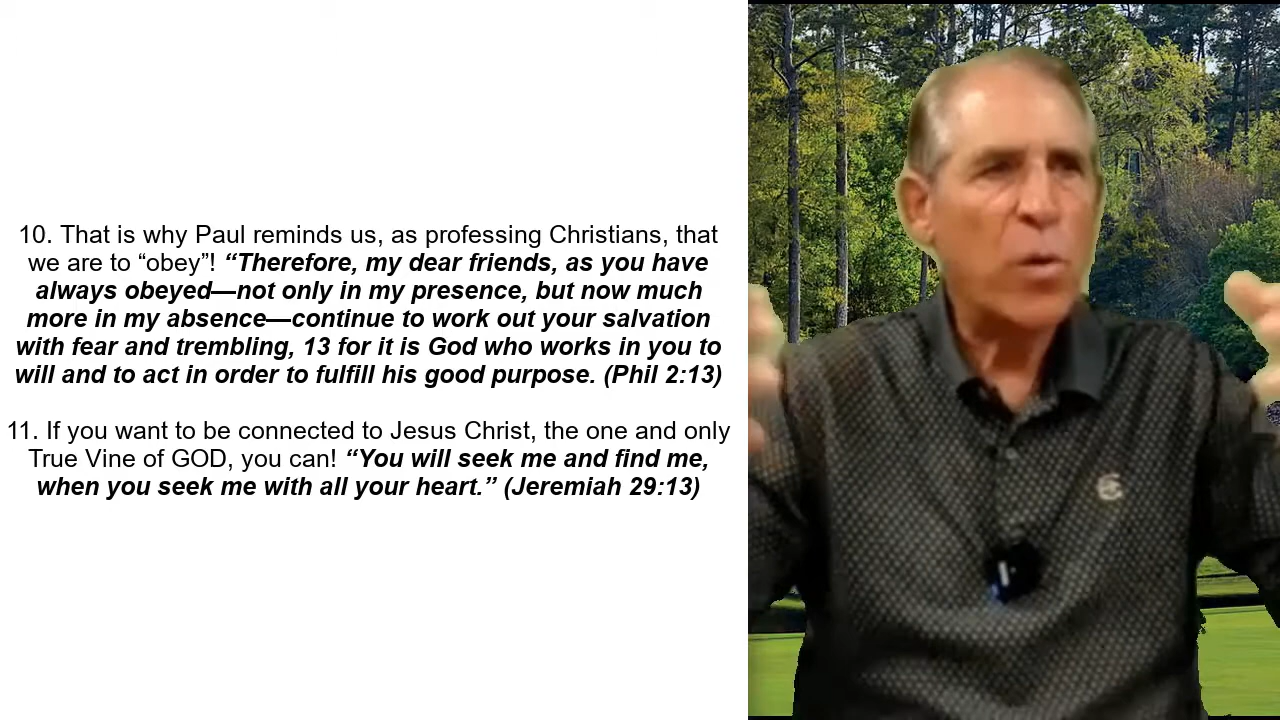 10. That is why Paul reminds us, as professing Christians, that
we are to “obey”! “Therefore, my dear friends, as you have
always obeyed—not only in my presence, but now much
more in my absence—continue to work out your salvation
with fear and trembling, 13 for it is God who works in you to
will and to act in order to fulfill his good purpose. (Phil 2:13)
11. If you want to be connected to Jesus Christ, the one and only
True Vine of GOD, you can! “You will seek me and find me,
when you seek me with all your heart.” (Jeremiah 29:13)